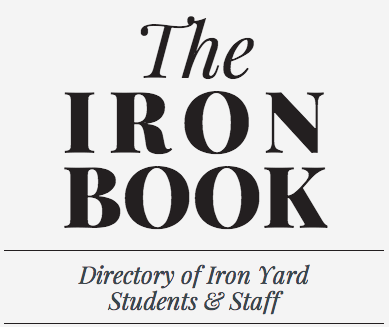 The
IRON
BOOK
Directory of Iron Yard
Students & Staff